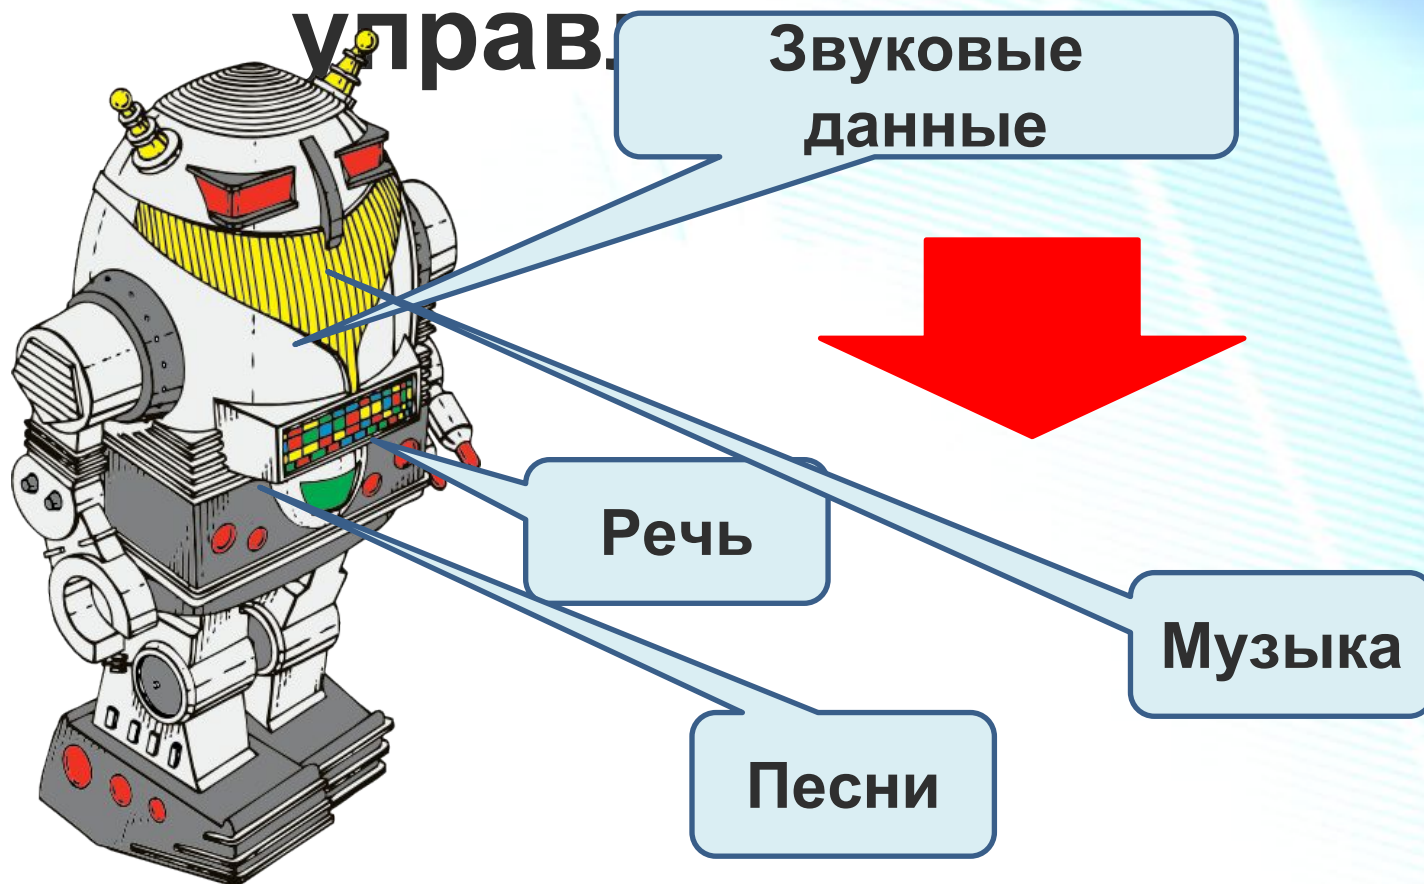 Звуковые
данные
Речь
Музыка
Песни